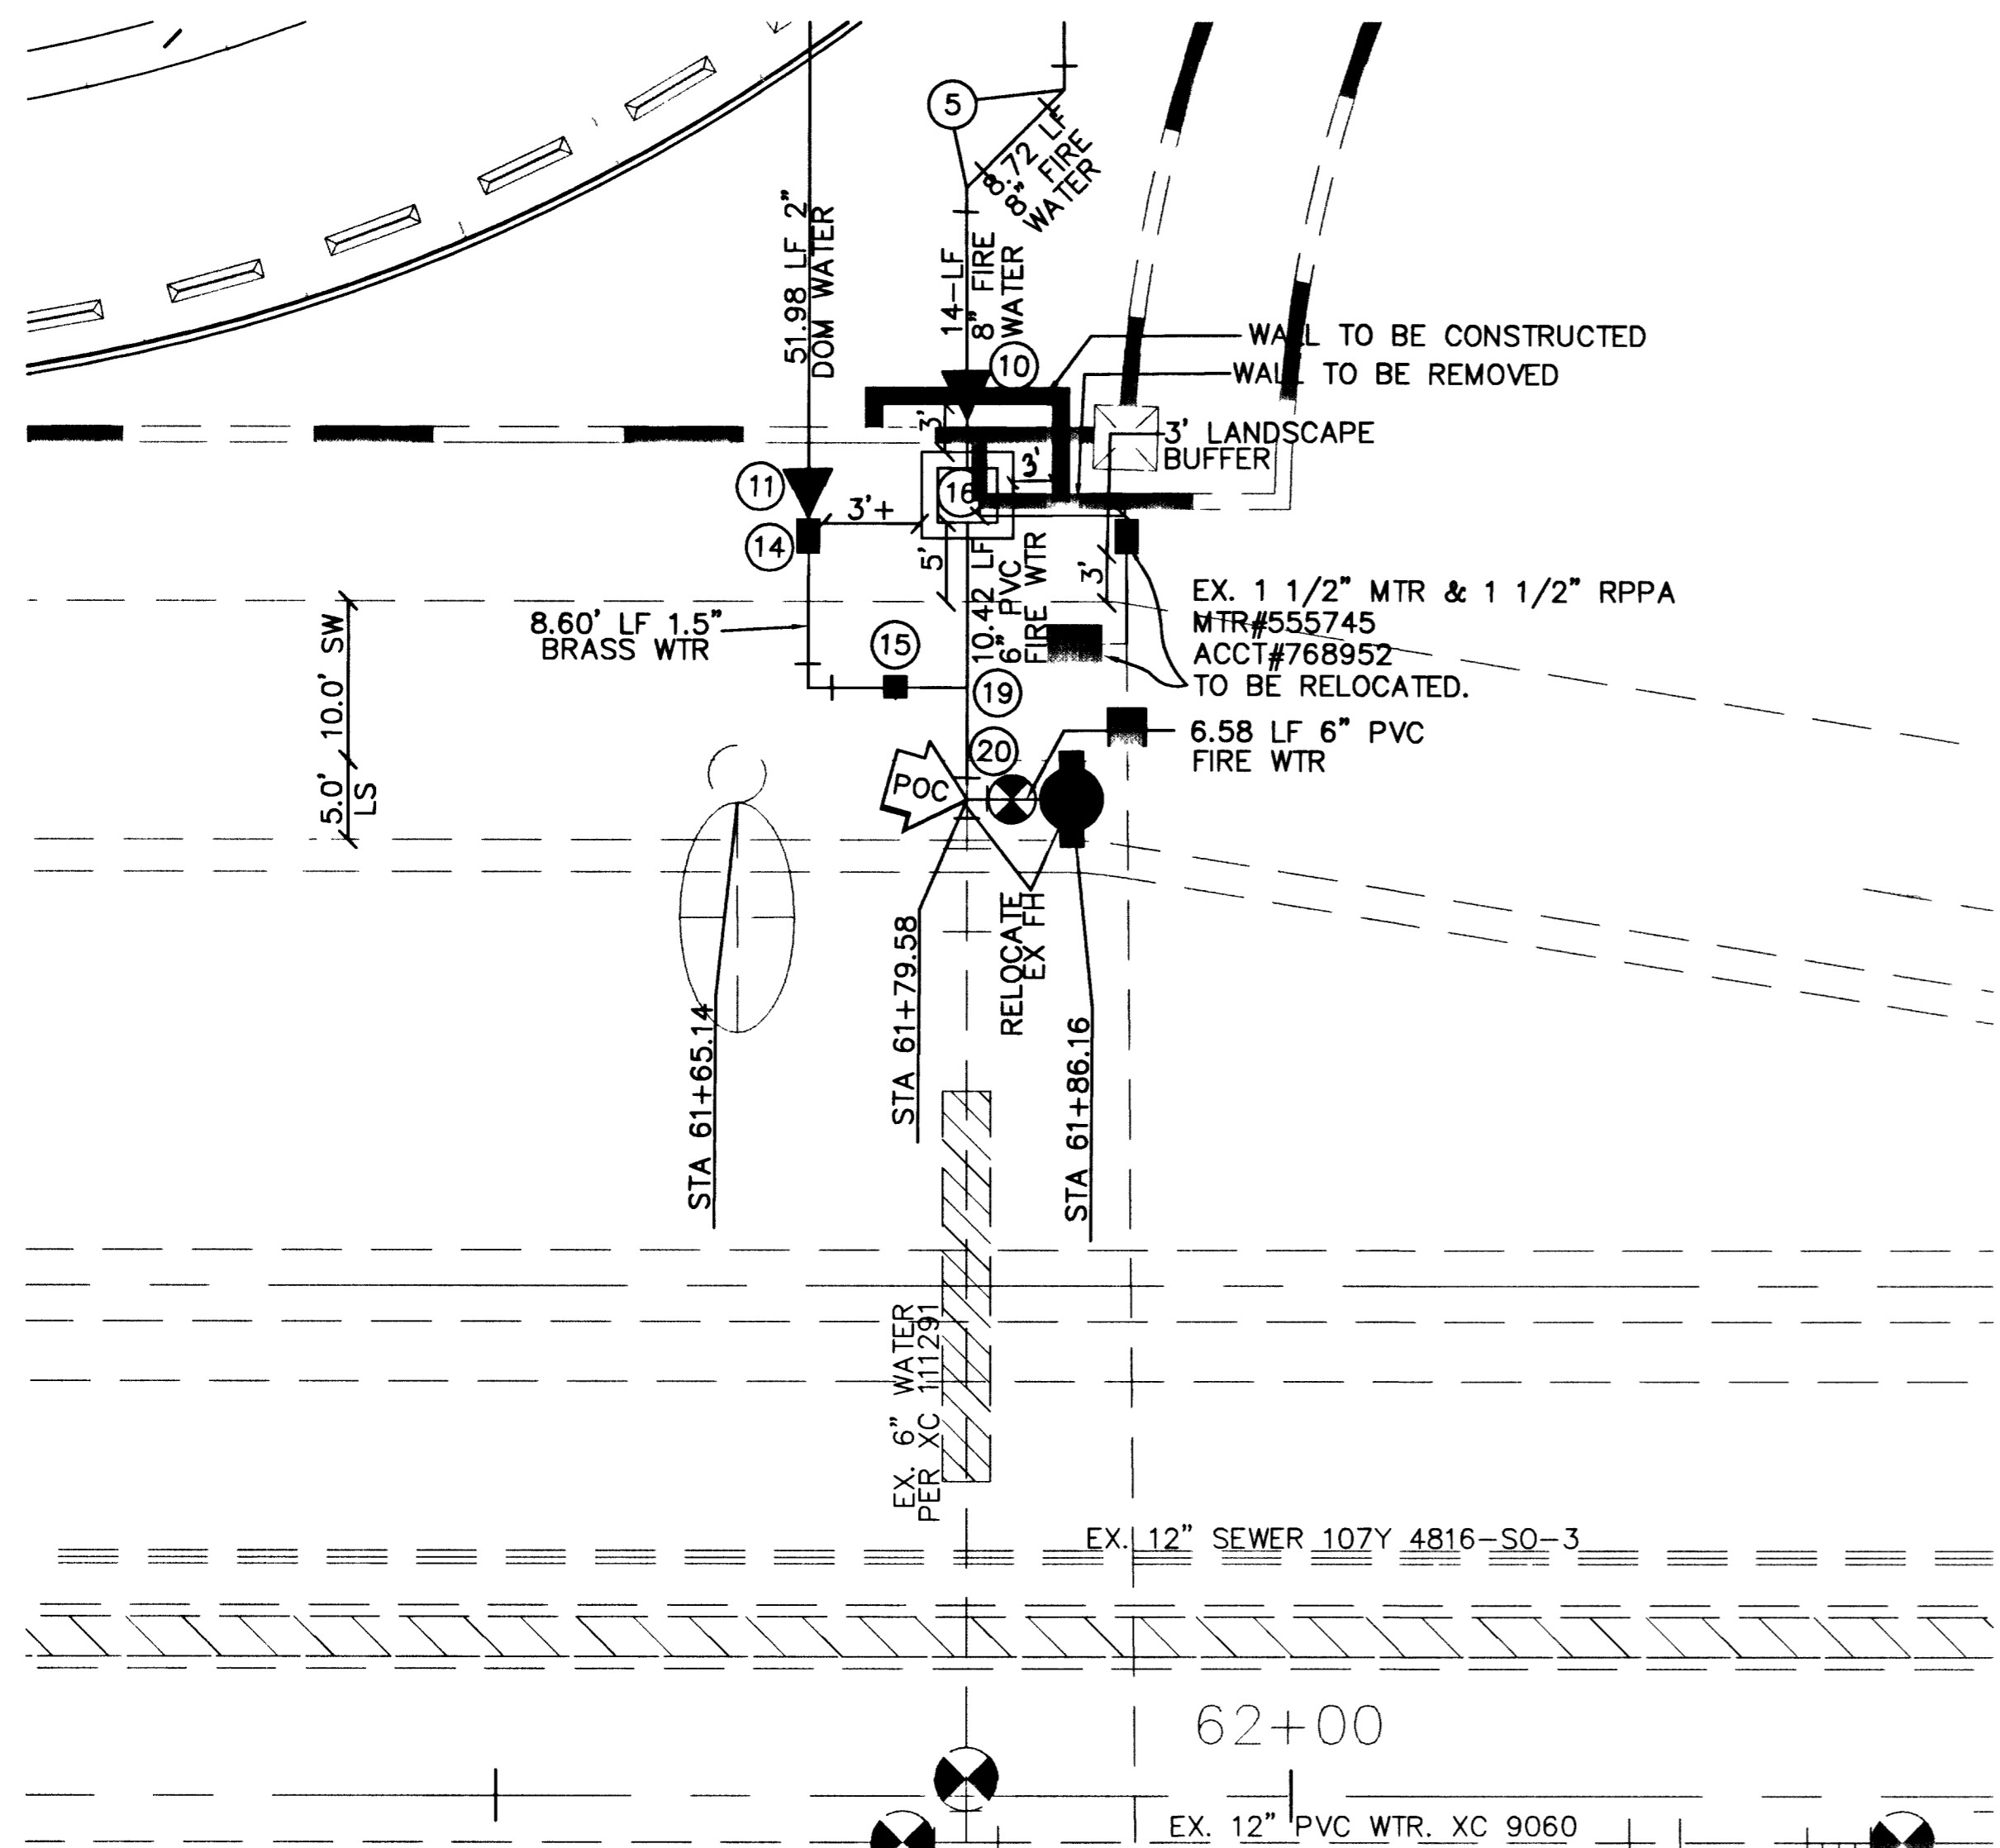 5
8.72 LF
8" FIRE
WATER
51.98 LF 2"
DOM WATER
14-LF
8" FIRE
WATER
10
WALL TO BE CONSTRUCTED
WALL TO BE REMOVED
3'
3' LANDSCAPE
BUFFER
3'
11
16
3'+
14
5'
10.42 LF
6" PVC
FIRE WTR
3'
EX. 1 1/2" MTR & 1 1/2" RPPA
MTR#555745
ACCT#768952
TO BE RELOCATED.
8.60' LF 1.5"
BRASS WTR
15
10.0' SW
19
20
6.58 LF 6" PVC
FIRE WTR
POC
5.0'
LS
RELOCATE
EX FH
STA 61+65.14
STA 61+79.58
STA 61+86.16
EX. 6" WATER
PER XC 111291
EX. 12" SEWER 107Y 4816-SO-3
62+00
EX. 12" PVC WTR. XC 9060